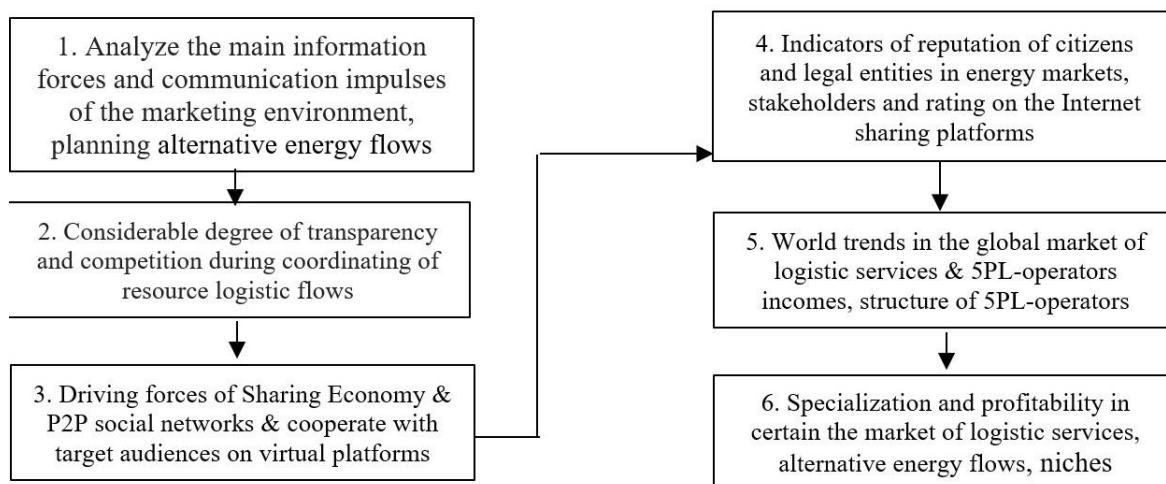 1. Analyze the main information
forces and communication impulses
of the marketing environment,
planning alternative energy flows
2. Considerable degree of transparency
and competition during coordinating of
resource logistic flows
3. Driving forces of Sharing Economy &
P2P social networks & cooperate with
target audiences on virtual platforms
4. Indicators of reputation of citizens
and legal entities in energy markets,
stakeholders and rating on the Internet
sharing platforms
5. World trends in the global market of
logistic services & 5PL-operators
incomes, structure of 5PL-operators
6. Specialization and profitability in
certain the market of logistic services,
alternative energy flows, niches